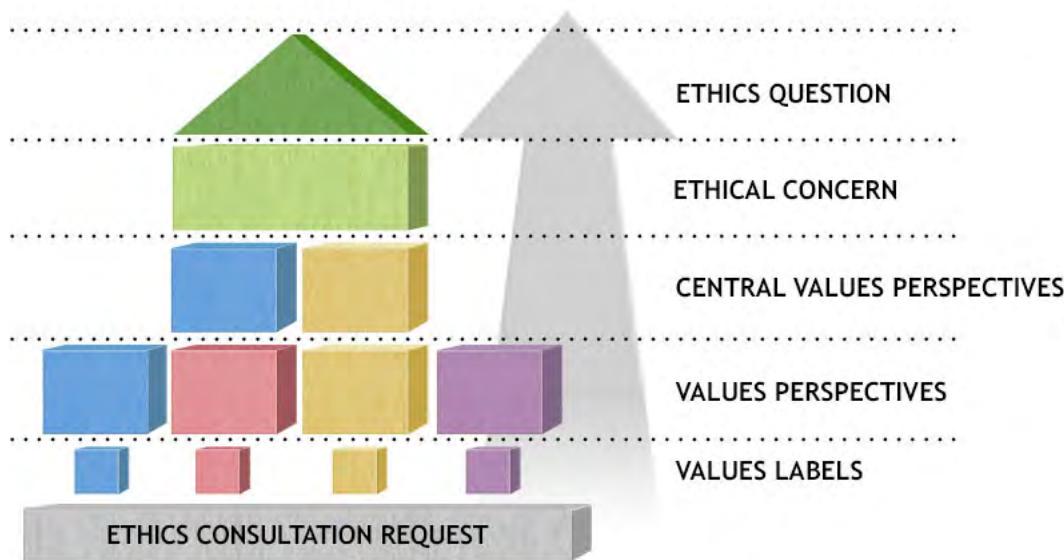 ETHICS QUESTION
ETHICAL CONCERN
CENTRAL VALUES PERSPECTIVES
VALUES PERSPECTIVES
VALUES LABELS
ETHICS CONSULTATION REQUEST